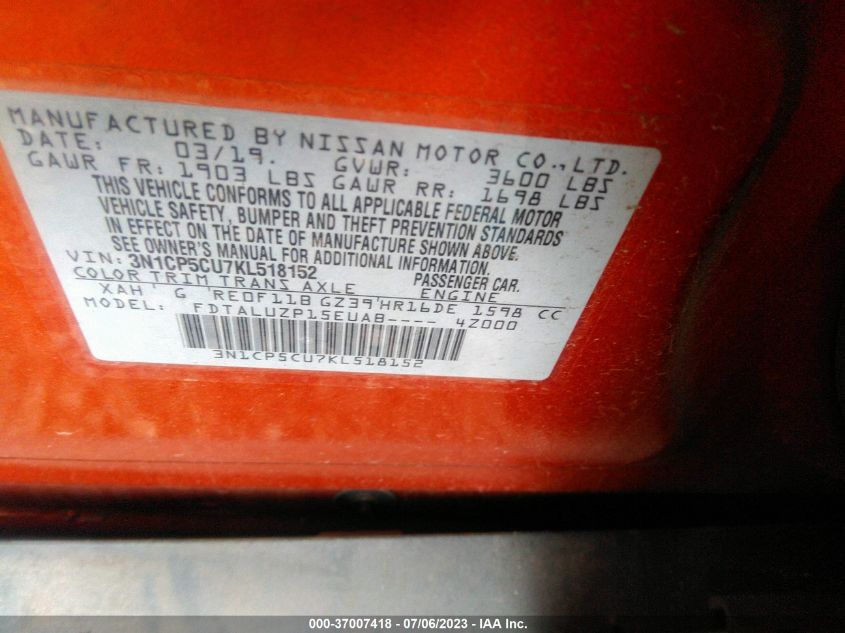 MANUFACTURED BY NISSAN MOTOR CO., LTD.
DATE: 03/19. GVWR: 3600 LBS
GAWR FR: 1903 LBS GAWR RR: 1698 LBS
THIS VEHICLE CONFORMS TO ALL APPLICABLE FEDERAL MOTOR
VEHICLE SAFETY, BUMPER AND THEFT PREVENTION STANDARDS
IN EFFECT ON THE DATE OF MANUFACTURE SHOWN ABOVE.
SEE OWNER'S MANUAL FOR ADDITIONAL INFORMATION.
VIN: 3N1CP5CU7KL518152 PASSENGER CAR.
COLOR TRIM TRANS AXLE ENGINE
XAH G RE0F11B GZ39 HR16DE 1598 CC
MODEL: FDTALUZP15EUAB---- 4Z000
3N1CP5CU7KL518152
000-37007418 - 07/06/2023 - IAA Inc.